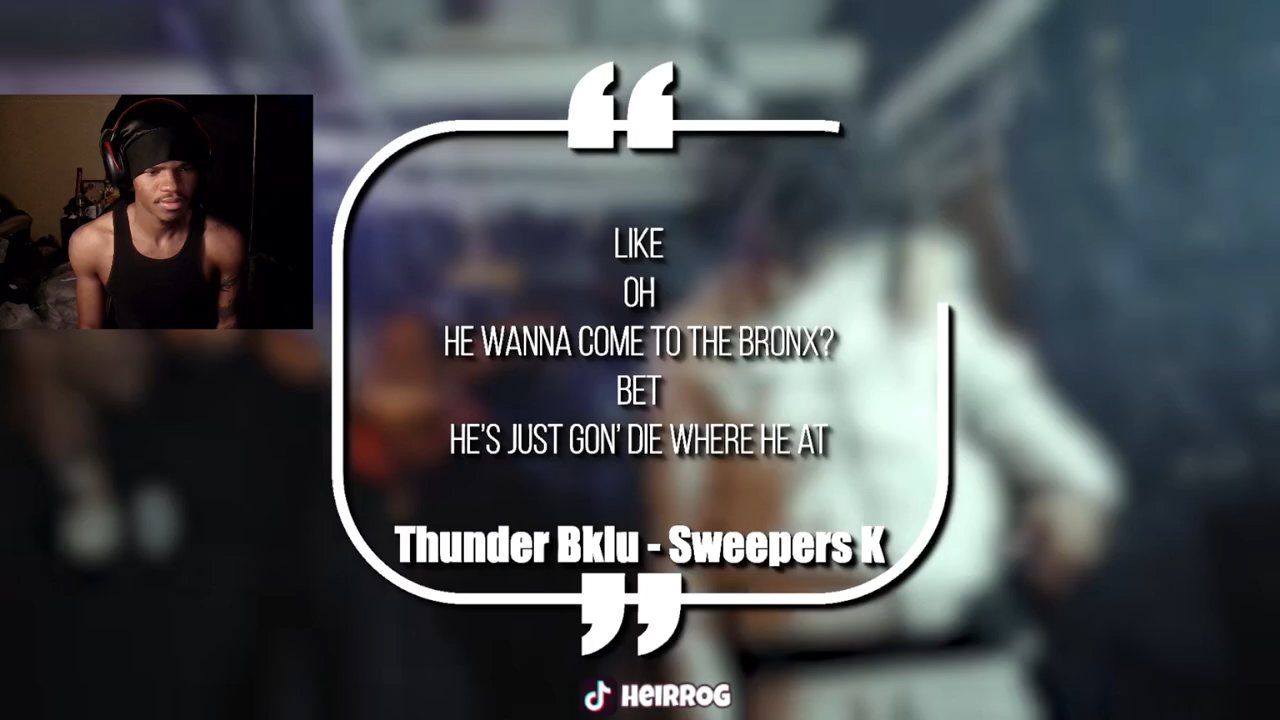 LIKE
OH
HE WANNA COME TO THE BRONX?
BET
HE'S JUST GON' DIE WHERE HE AT
Thunder Bklu - Sweepers K
HEIRROG